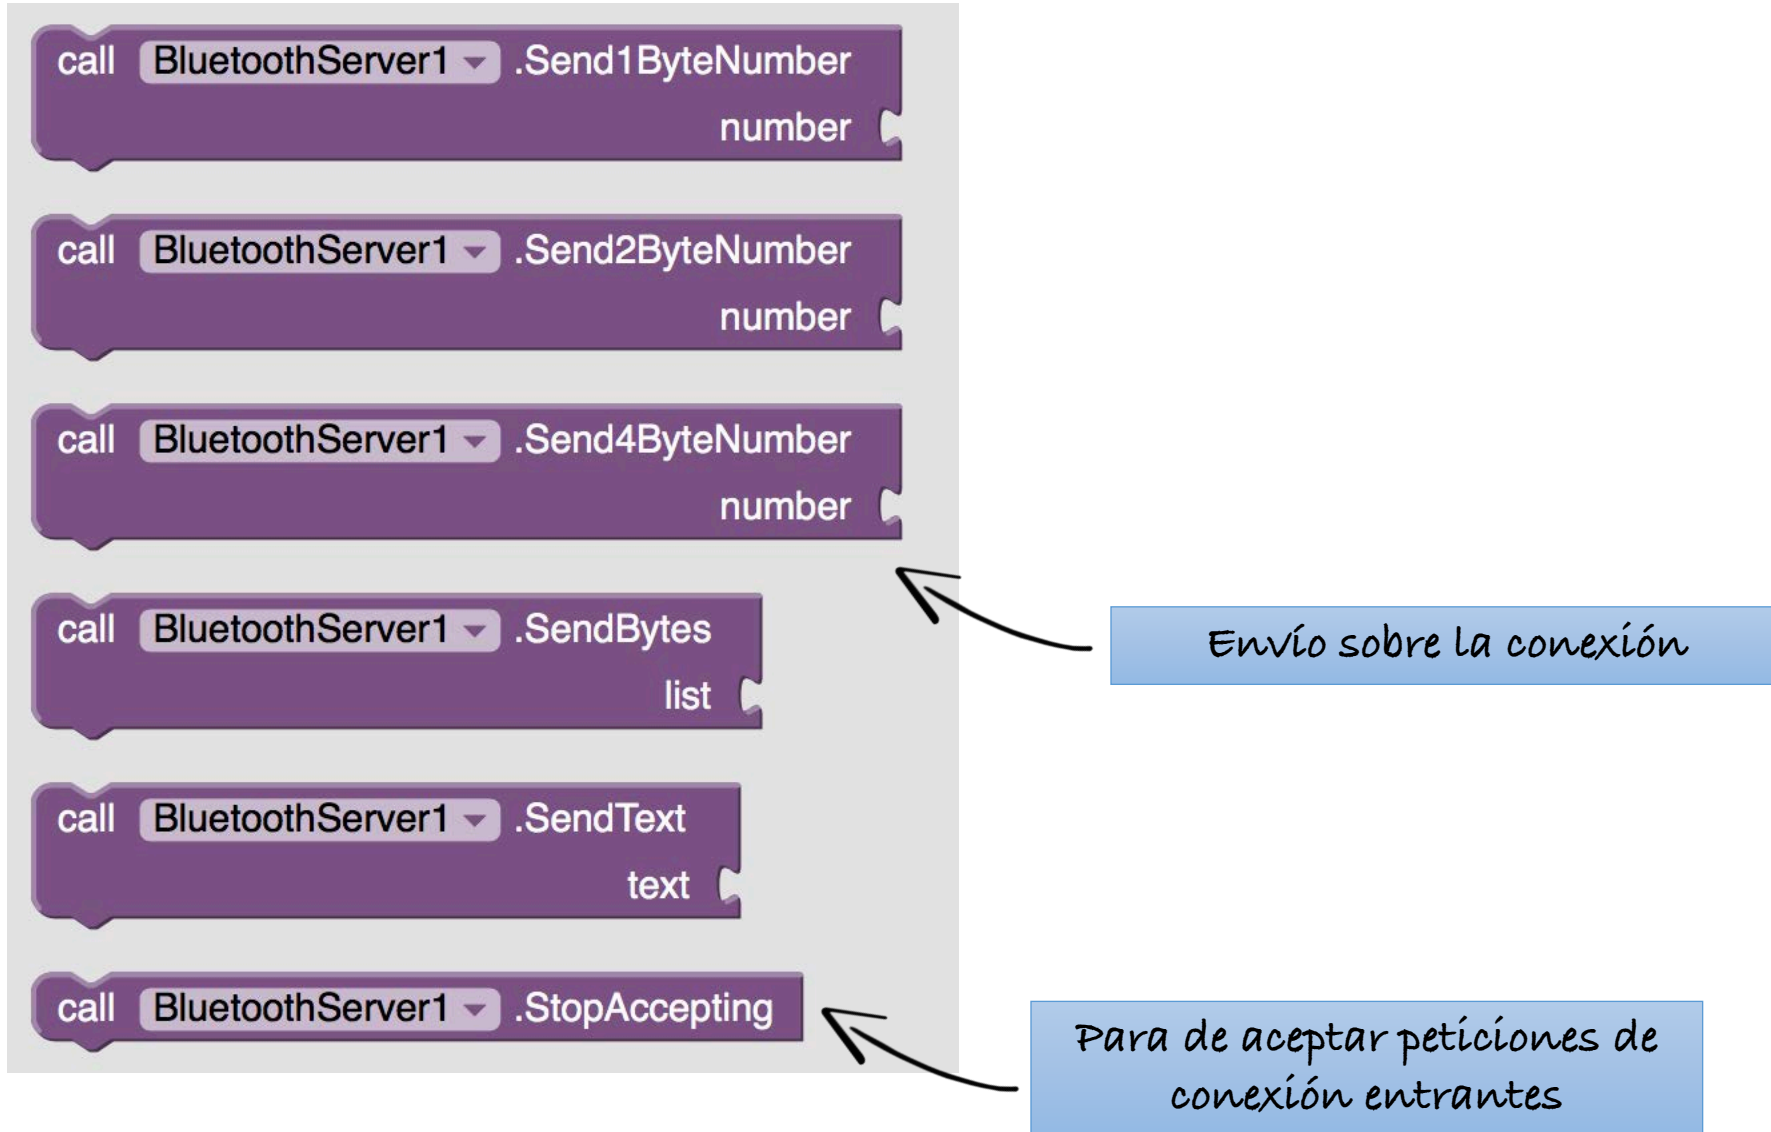 call BluetoothServer1 .Send1ByteNumber
number
call BluetoothServer1 .Send2ByteNumber
number
call BluetoothServer1 .Send4ByteNumber
number
Envío sobre la conexión
call BluetoothServer1 .SendBytes
list
call BluetoothServer1 .SendText
text
call BluetoothServer1 .StopAccepting
Para de aceptar peticiones de
conexión entrantes